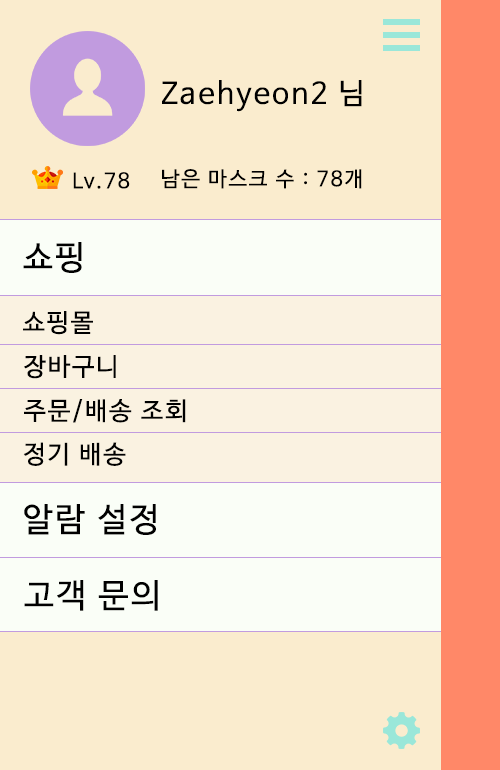 Zaehyeon2 님
Lv.78 남은 마스크 수 : 78개
쇼핑
쇼핑몰
장바구니
주문/배송 조회
정기 배송
알람 설정
고객 문의